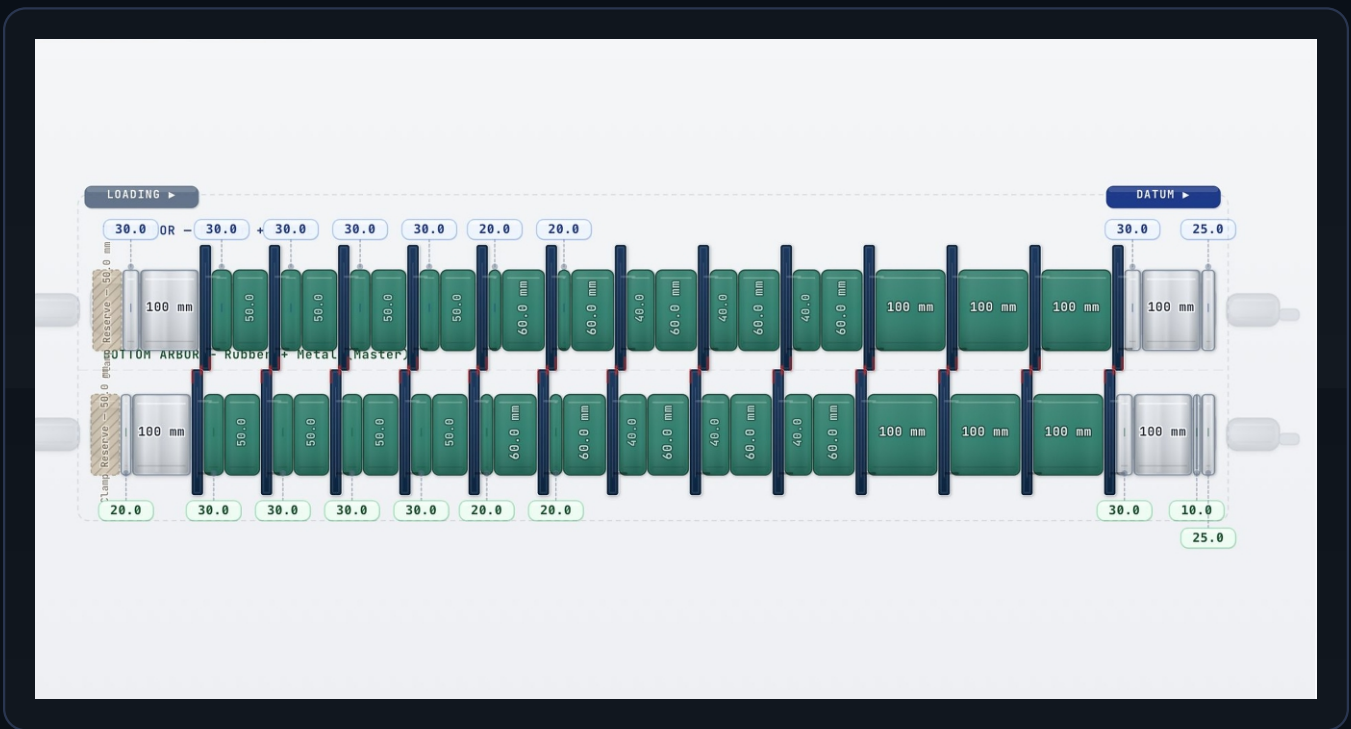 LOADING ▶
DATUM ▶
30.0 OR — 30.0 + 30.0 30.0 30.0 20.0 20.0 30.0 25.0
Clamp Reserve — 50.0 mm
100 mm 50.0 50.0 50.0 50.0 60.0 mm 60.0 mm 40.0 60.0 mm 40.0 60.0 mm 40.0 60.0 mm 100 mm 100 mm 100 mm 100 mm
BOTTOM ARBOR — Rubber + Metal (Master)
Clamp Reserve — 50.0 mm
100 mm 50.0 50.0 50.0 50.0 60.0 mm 60.0 mm 40.0 60.0 mm 40.0 60.0 mm 40.0 60.0 mm 100 mm 100 mm 100 mm 100 mm
20.0 30.0 30.0 30.0 30.0 20.0 20.0 30.0 10.0
25.0